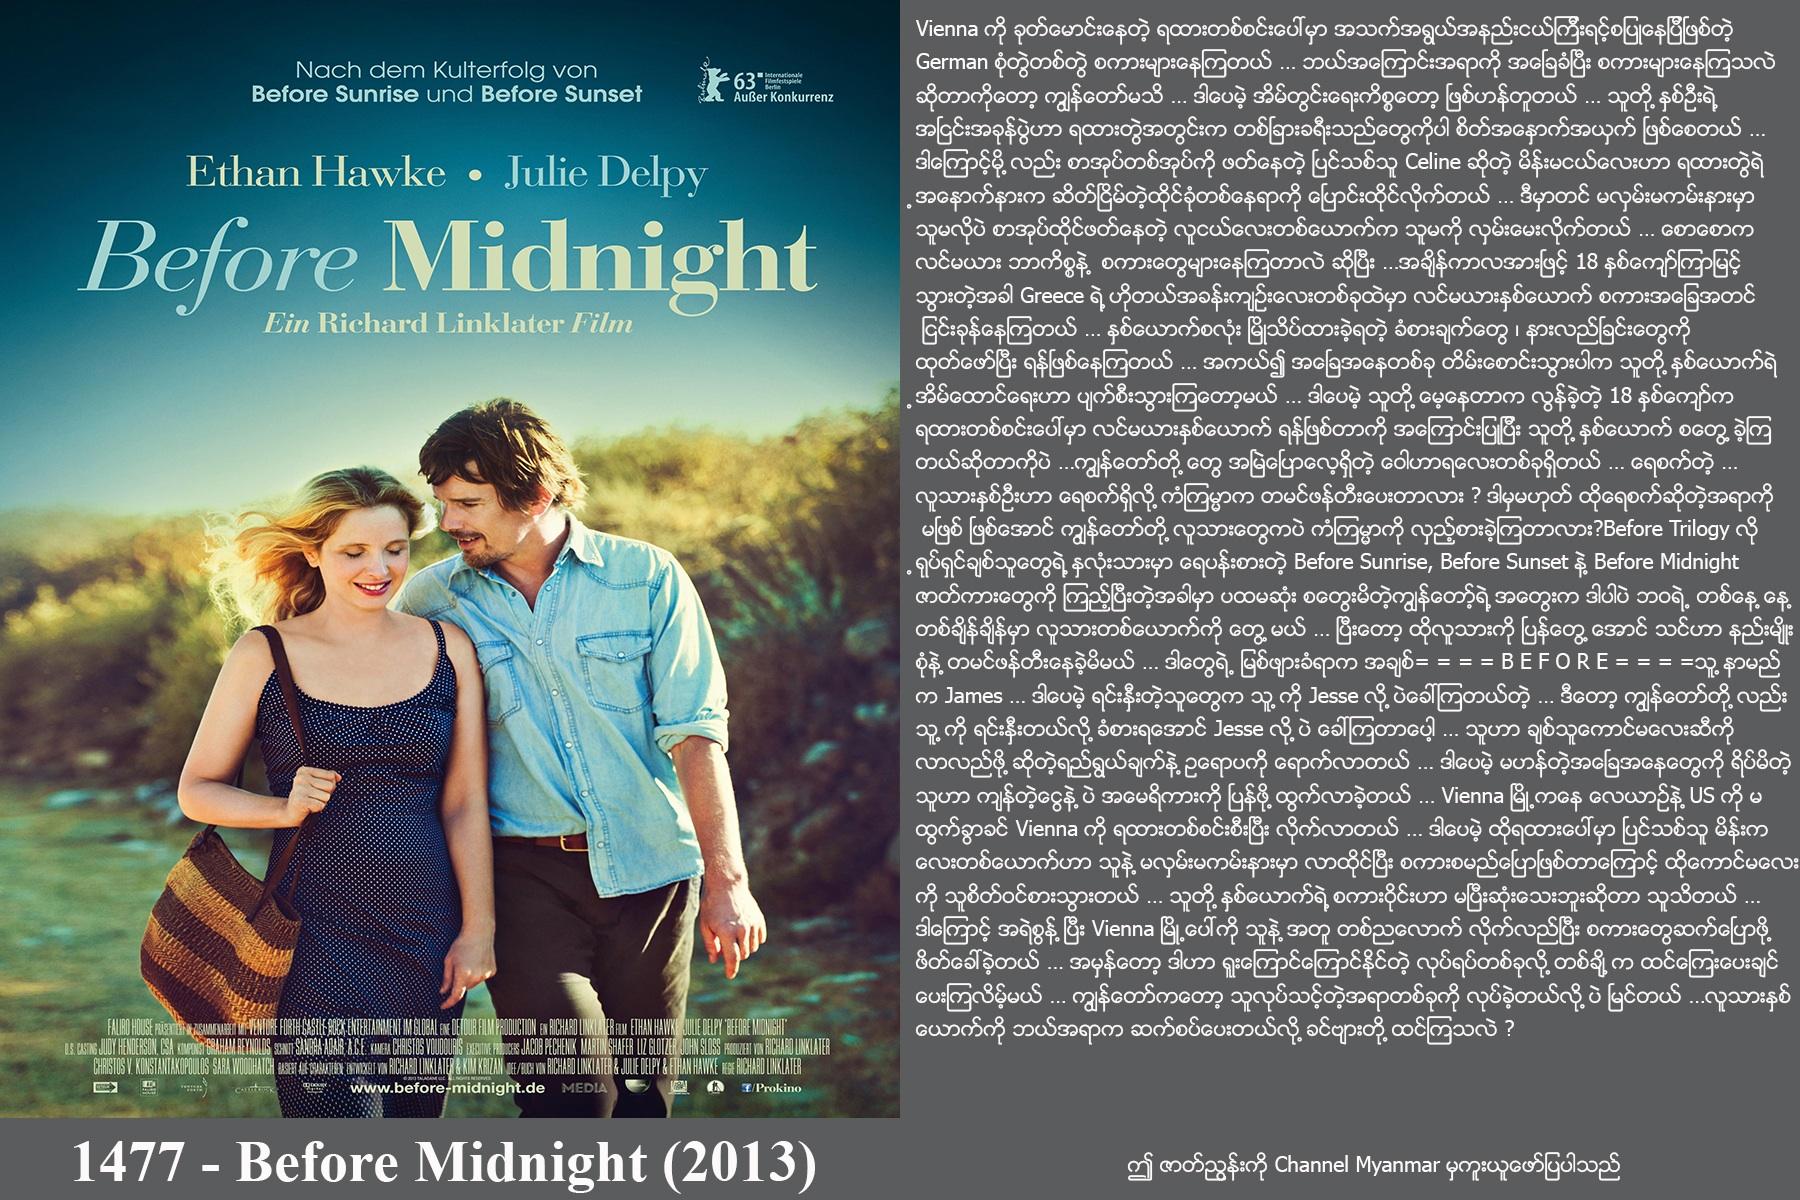 Nach dem Kulterfolg von
Before Sunrise und Before Sunset
63 Internationale
Filmfestspiele
Berlin
Außer Konkurrenz
Ethan Hawke • Julie Delpy
Before Midnight
Ein Richard Linklater Film
www.before-midnight.de
MEDIA
/Prokino
1477 - Before Midnight (2013)
Vienna ကို ခုတ်မောင်းနေတဲ့ ရထားတစ်စင်းပေါ်မှာ အသက်အရွယ်အနည်းငယ်ကြီးရင့်စပြုနေပြီဖြစ်တဲ့
German စုံတွဲတစ်တွဲ စကားများနေကြတယ် ... ဘယ်အကြောင်းအရာကို အခြေခံပြီး စကားများနေကြသလဲ
ဆိုတာကိုတော့ ကျွန်တော်မသိ ... ဒါပေမဲ့ အိမ်တွင်းရေးကိစ္စတော့ ဖြစ်ဟန်တူတယ် ... သူတို့ နှစ်ဦးရဲ့
အငြင်းအခုန်ပွဲဟာ ရထားတွဲအတွင်းက တစ်ခြားခရီးသည်တွေကိုပါ စိတ်အနှောက်အယှက် ဖြစ်စေတယ် ...
ဒါကြောင့်မို့ လည်း စာအုပ်တစ်အုပ်ကို ဖတ်နေတဲ့ ပြင်သစ်သူ Celine ဆိုတဲ့ မိန်းမငယ်လေးဟာ ရထားတွဲရဲ
့အနောက်နားက ဆိတ်ငြိမ်တဲ့ထိုင်ခုံတစ်နေရာကို ပြောင်းထိုင်လိုက်တယ် ... ဒီမှာတင် မလှမ်းမကမ်းနားမှာ
သူမလိုပဲ စာအုပ်ထိုင်ဖတ်နေတဲ့ လူငယ်လေးတစ်ယောက်က သူမကို လှမ်းမေးလိုက်တယ် ... စောစောက
လင်မယား ဘာကိစ္စနဲ့ စကားတွေများနေကြတာလဲ ဆိုပြီး ...အချိန်ကာလအားဖြင့် 18 နှစ်ကျော်ကြာမြင့်
သွားတဲ့အခါ Greece ရဲ့ ဟိုတယ်အခန်းကျဉ်းလေးတစ်ခုထဲမှာ လင်မယားနှစ်ယောက် စကားအခြေအတင်
ငြင်းခုန်နေကြတယ် ... နှစ်ယောက်စလုံး မြိုသိပ်ထားခဲ့ရတဲ့ ခံစားချက်တွေ ၊ နားလည်ခြင်းတွေကို
ထုတ်ဖော်ပြီး ရန်ဖြစ်နေကြတယ် ... အကယ်၍ အခြေအနေတစ်ခု တိမ်းစောင်းသွားပါက သူတို့ နှစ်ယောက်ရဲ
့အိမ်ထောင်ရေးဟာ ပျက်စီးသွားကြတော့မယ် ... ဒါပေမဲ့ သူတို့ မေ့နေတာက လွန်ခဲ့တဲ့ 18 နှစ်ကျော်က
ရထားတစ်စင်းပေါ်မှာ လင်မယားနှစ်ယောက် ရန်ဖြစ်တာကို အကြောင်းပြုပြီး သူတို့ နှစ်ယောက် စတွေ့ ခဲ့ကြ
တယ်ဆိုတာကိုပဲ ...ကျွန်တော်တို့ တွေ အမြဲပြောလေ့ရှိတဲ့ ဝေါဟာရလေးတစ်ခုရှိတယ် ... ရေစက်တဲ့ ...
လူသားနှစ်ဦးဟာ ရေစက်ရှိလို့ ကံကြမ္မာက တမင်ဖန်တီးပေးတာလား ? ဒါမှမဟုတ် ထိုရေစက်ဆိုတဲ့အရာကို
မဖြစ် ဖြစ်အောင် ကျွန်တော်တို့ လူသားတွေကပဲ ကံကြမ္မာကို လှည့်စားခဲ့ကြတာလား?Before Trilogy လို
့ရုပ်ရှင်ချစ်သူတွေရဲ့ နှလုံးသားမှာ ရေပန်းစားတဲ့ Before Sunrise, Before Sunset နဲ့ Before Midnight
ဇာတ်ကားတွေကို ကြည့်ပြီးတဲ့အခါမှာ ပထမဆုံး စတွေးမိတဲ့ကျွန်တော့်ရဲ့ အတွေးက ဒါပါပဲ ဘဝရဲ့ တစ်နေ့ နေ့
တစ်ချိန်ချိန်မှာ လူသားတစ်ယောက်ကို တွေ့ မယ် ... ပြီးတော့ ထိုလူသားကို ပြန်တွေ့ အောင် သင်ဟာ နည်းမျိုး
စုံနဲ့ တမင်ဖန်တီးနေခဲ့မိမယ် ... ဒါတွေရဲ့ မြစ်ဖျားခံရာက အချစ်= = = = B E F O R E = = = =သူ့ နာမည်
က James ... ဒါပေမဲ့ ရင်းနှီးတဲ့သူတွေက သူ့ ကို Jesse လို့ ပဲခေါ်ကြတယ်တဲ့ ... ဒီတော့ ကျွန်တော်တို့ လည်း
သူ့ ကို ရင်းနှီးတယ်လို့ ခံစားရအောင် Jesse လို့ ပဲ ခေါ်ကြတာပေါ့ ... သူဟာ ချစ်သူကောင်မလေးဆီကို
လာလည်ဖို့ ဆိုတဲ့ရည်ရွယ်ချက်နဲ့ ဥရောပကို ရောက်လာတယ် ... ဒါပေမဲ့ မဟန်တဲ့အခြေအနေတွေကို ရိပ်မိတဲ့
သူဟာ ကျန်တဲ့ငွေနဲ့ ပဲ အမေရိကားကို ပြန်ဖို့ ထွက်လာခဲ့တယ် ... Vienna မြို့ ကနေ လေယာဉ်နဲ့ US ကို မ
ထွက်ခွာခင် Vienna ကို ရထားတစ်စင်းစီးပြီး လိုက်လာတယ် ... ဒါပေမဲ့ ထိုရထားပေါ်မှာ ပြင်သစ်သူ မိန်းက
လေးတစ်ယောက်ဟာ သူနဲ့ မလှမ်းမကမ်းနားမှာ လာထိုင်ပြီး စကားစမည်ပြောဖြစ်တာကြောင့် ထိုကောင်မလေး
ကို သူစိတ်ဝင်စားသွားတယ် ... သူတို့ နှစ်ယောက်ရဲ့ စကားဝိုင်းဟာ မပြီးဆုံးသေးဘူးဆိုတာ သူသိတယ် ...
ဒါကြောင့် အရဲစွန့် ပြီး Vienna မြို့ ပေါ်ကို သူနဲ့ အတူ တစ်ညလောက် လိုက်လည်ပြီး စကားတွေဆက်ပြောဖို့
ဖိတ်ခေါ်ခဲ့တယ် ... အမှန်တော့ ဒါဟာ ရူးကြောင်ကြောင်နိုင်တဲ့ လုပ်ရပ်တစ်ခုလို့ တစ်ချို့ က ထင်ကြေးပေးချင်
ပေးကြလိမ့်မယ် ... ကျွန်တော်ကတော့ သူလုပ်သင့်တဲ့အရာတစ်ခုကို လုပ်ခဲ့တယ်လို့ ပဲ မြင်တယ် ...လူသားနှစ်
ယောက်ကို ဘယ်အရာက ဆက်စပ်ပေးတယ်လို့ ခင်ဗျားတို့ ထင်ကြသလဲ ?
ဤ ဇာတ်ညွှန်းကို Channel Myanmar မှကူးယူဖော်ပြပါသည်